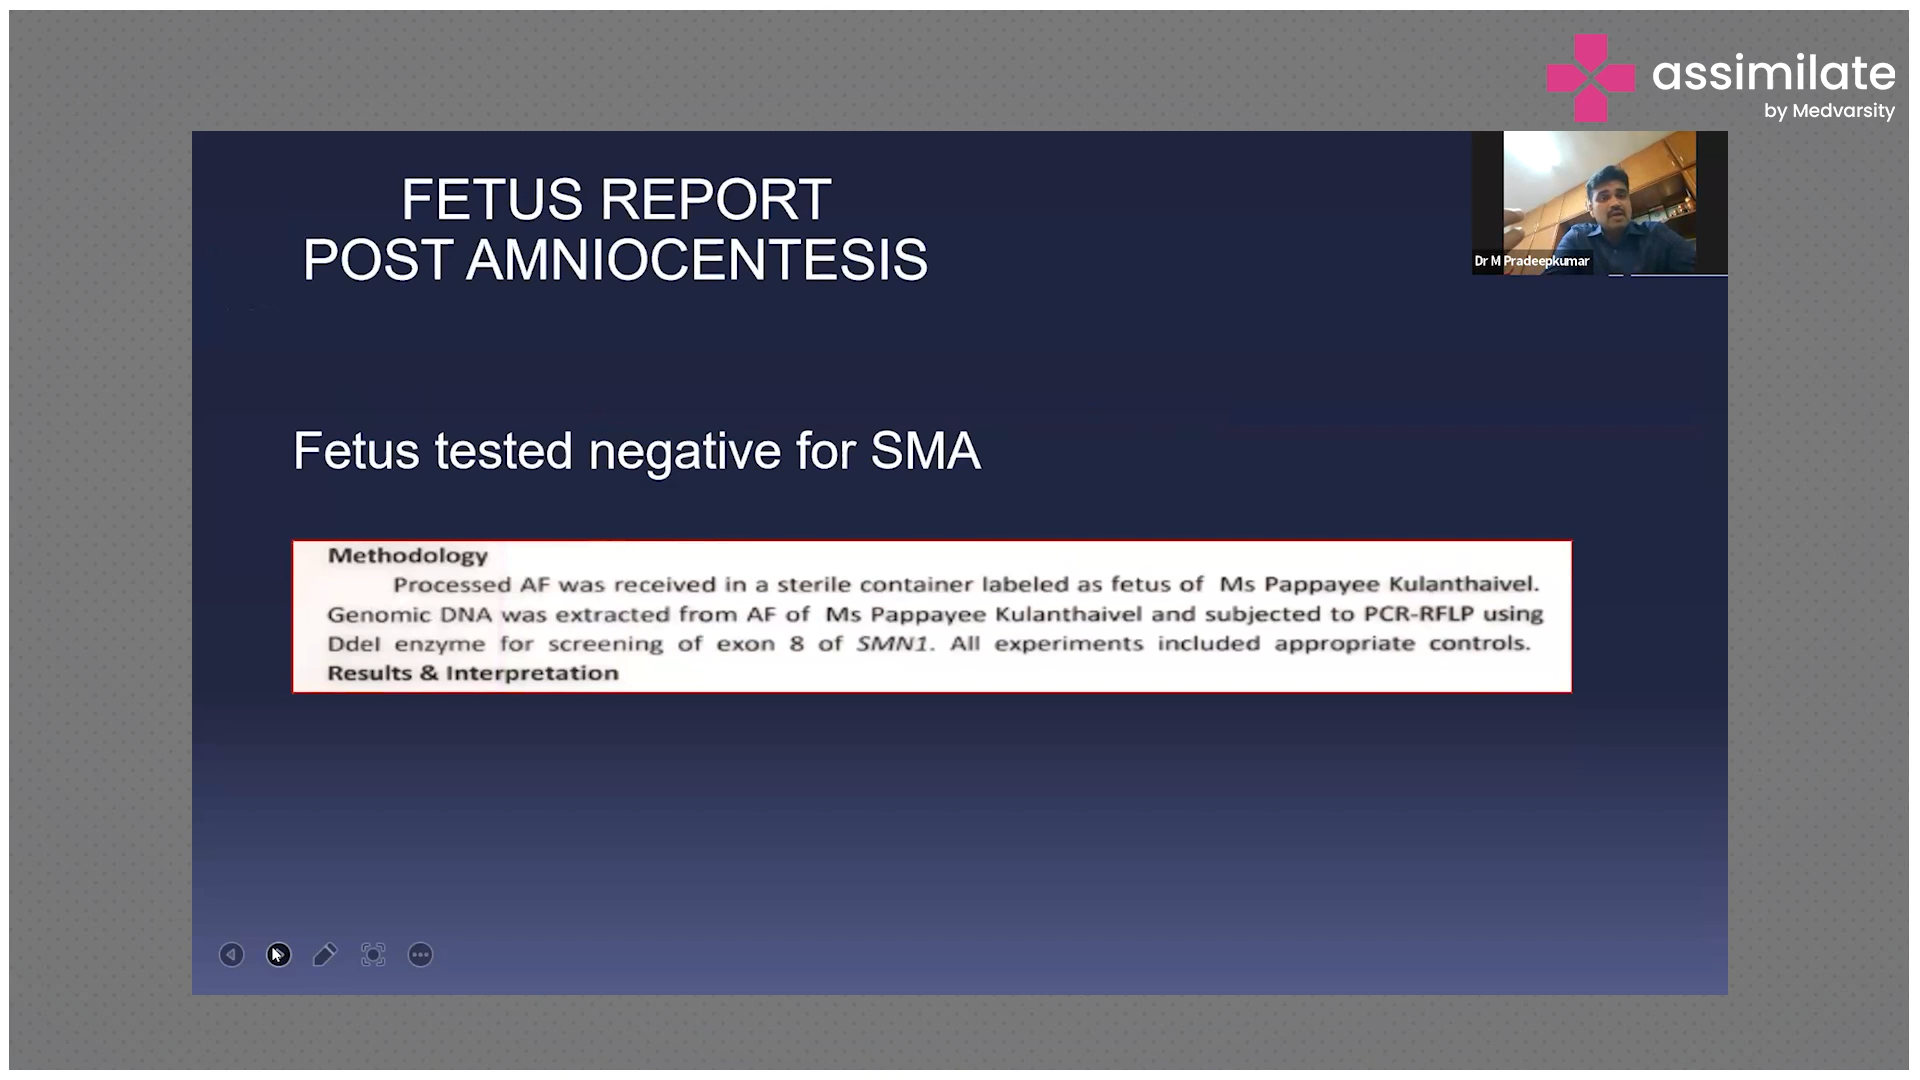 assimilate
by Medvarsity
FETUS REPORT
POST AMNIOCENTESIS
Dr M Pradeepkumar
Fetus tested negative for SMA
Methodology
Processed AF was received in a sterile container labeled as fetus of Ms Pappayee Kulanthaivel.
Genomic DNA was extracted from AF of Ms Pappayee Kulanthaivel and subjected to PCR-RFLP using
DdeI enzyme for screening of exon 8 of SMN1. All experiments included appropriate controls.
Results & Interpretation